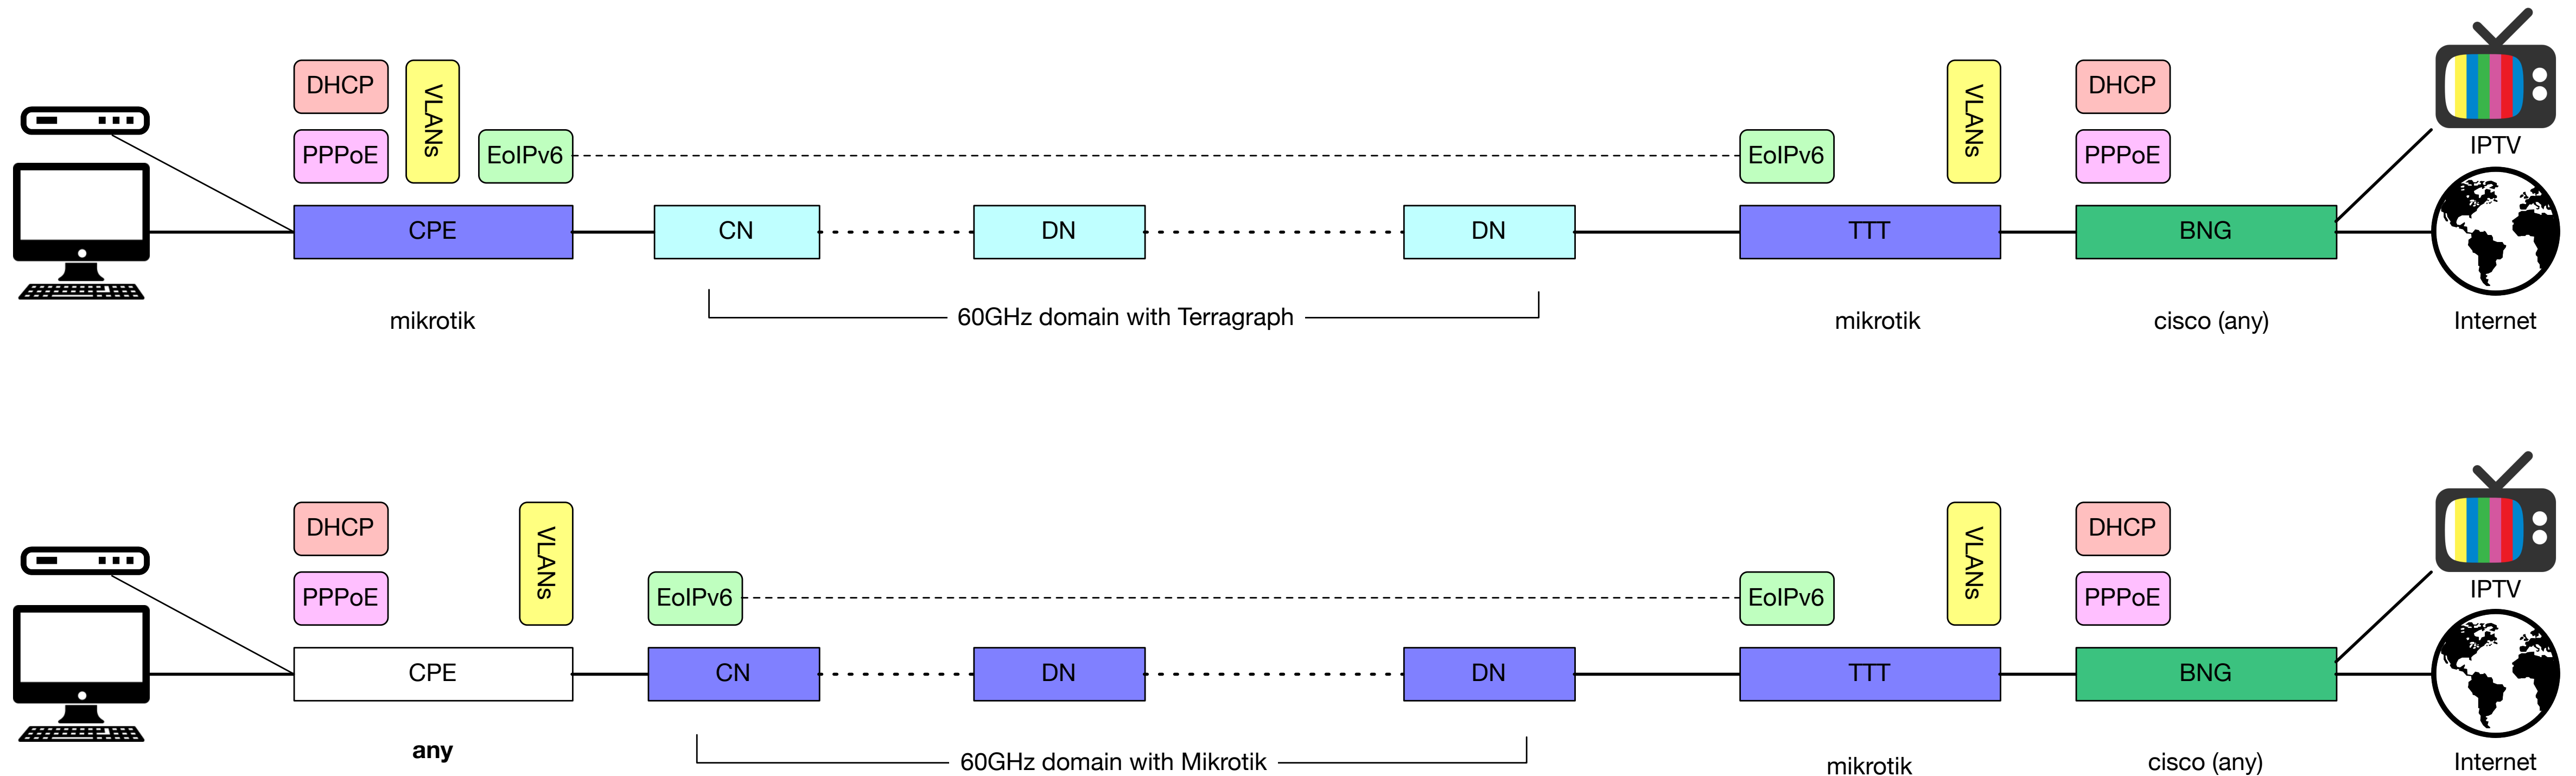 DHCP
VLANs
VLANs
DHCP
PPPoE
EoIPv6
EoIPv6
PPPoE
IPTV
CPE
CN
DN
DN
TTT
BNG
mikrotik
60GHz domain with Terragraph
mikrotik
cisco (any)
Internet
DHCP
VLANs
VLANs
DHCP
PPPoE
EoIPv6
EoIPv6
PPPoE
IPTV
CPE
CN
DN
DN
TTT
BNG
any
60GHz domain with Mikrotik
mikrotik
cisco (any)
Internet